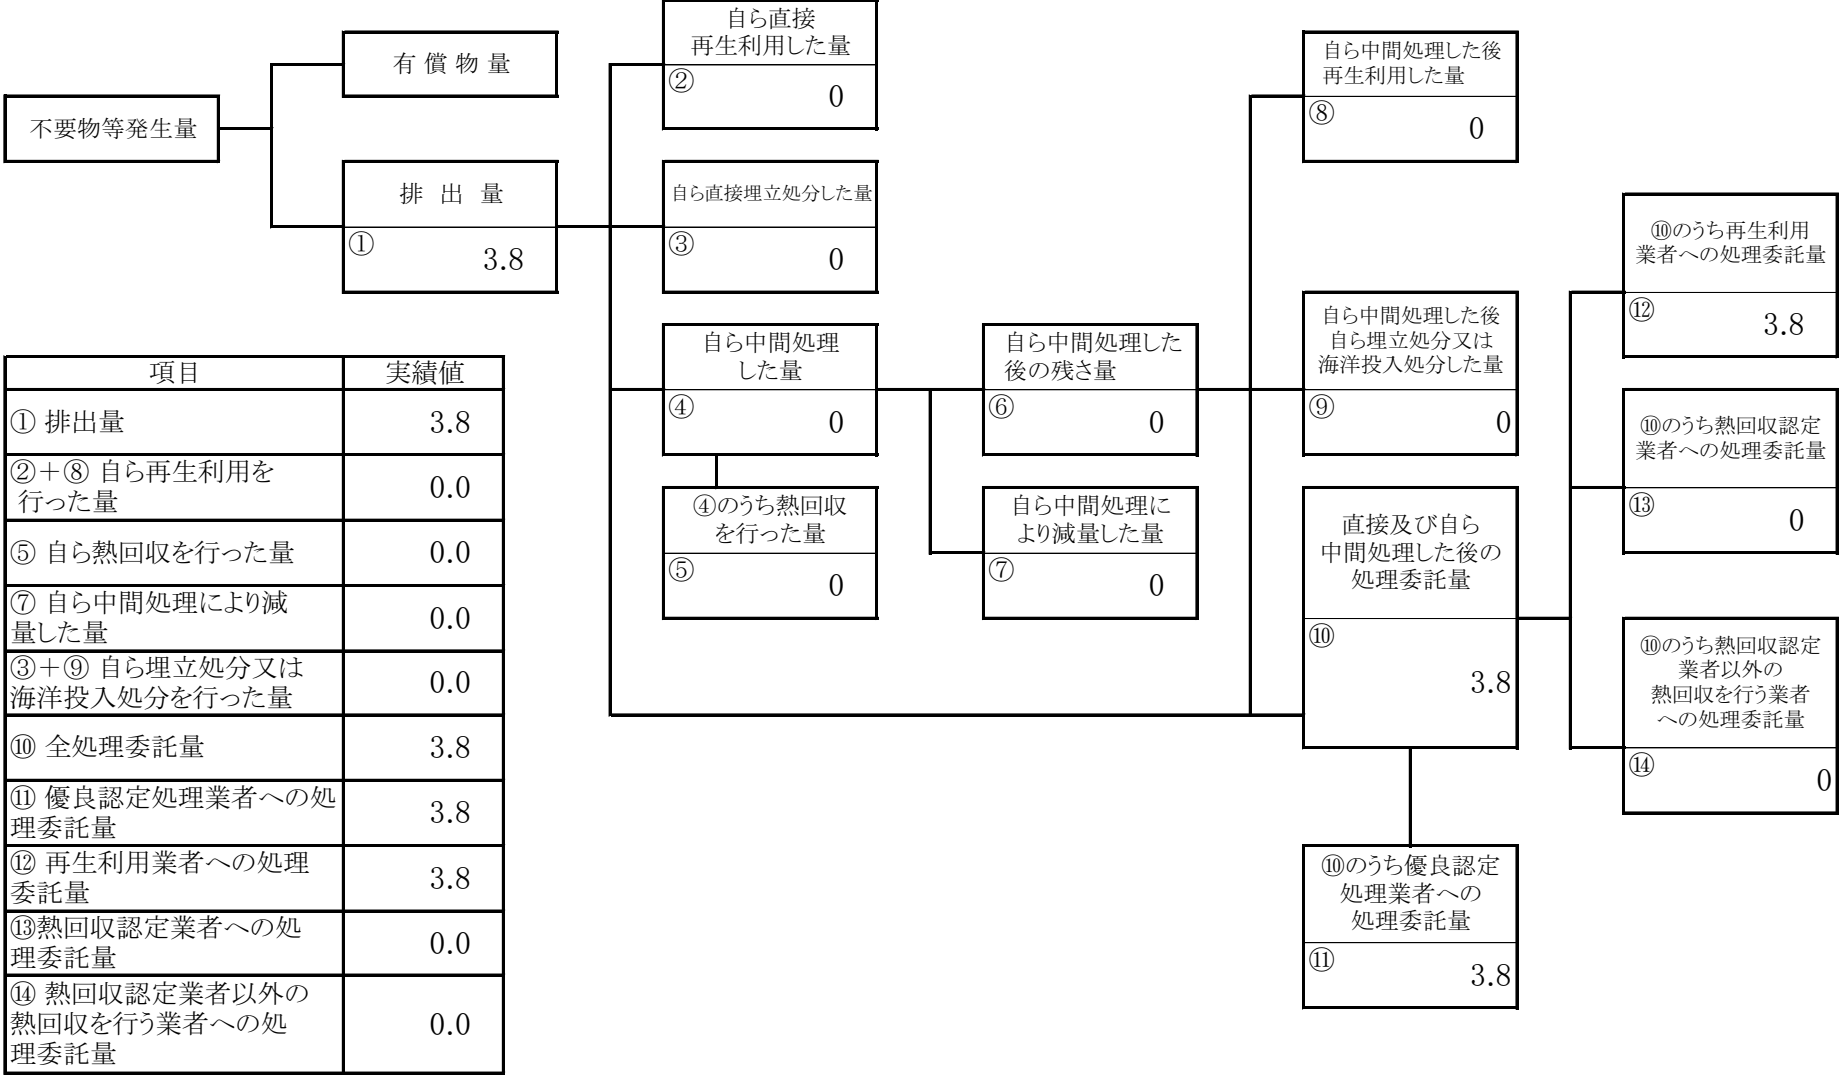 不要物等発生量
有償物量
排出量
①
3.8
自ら直接
再生利用した量
②
0
自ら直接埋立処分した量
③
0
自ら中間処理
した量
④
0
④のうち熱回収
を行った量
⑤
0
自ら中間処理した
後の残さ量
⑥
0
自ら中間処理に
より減量した量
⑦
0
自ら中間処理した後
再生利用した量
⑧
0
自ら中間処理した後
自ら埋立処分又は
海洋投入処分した量
⑨
0
直接及び自ら
中間処理した後の
処理委託量
⑩
3.8
⑩のうち優良認定
処理業者への
処理委託量
⑪
3.8
⑩のうち再生利用
業者への処理委託量
⑫
3.8
⑩のうち熱回収認定
業者への処理委託量
⑬
0
⑩のうち熱回収認定
業者以外の
熱回収を行う業者
への処理委託量
⑭
0
項目 実績値
① 排出量 3.8
②+⑧ 自ら再生利用を
行った量 0.0
⑤ 自ら熱回収を行った量 0.0
⑦ 自ら中間処理により減
量した量 0.0
③+⑨ 自ら埋立処分又は
海洋投入処分を行った量 0.0
⑩ 全処理委託量 3.8
⑪ 優良認定処理業者への処
理委託量 3.8
⑫ 再生利用業者への処理
委託量 3.8
⑬熱回収認定業者への処
理委託量 0.0
⑭ 熱回収認定業者以外の
熱回収を行う業者への処
理委託量 0.0